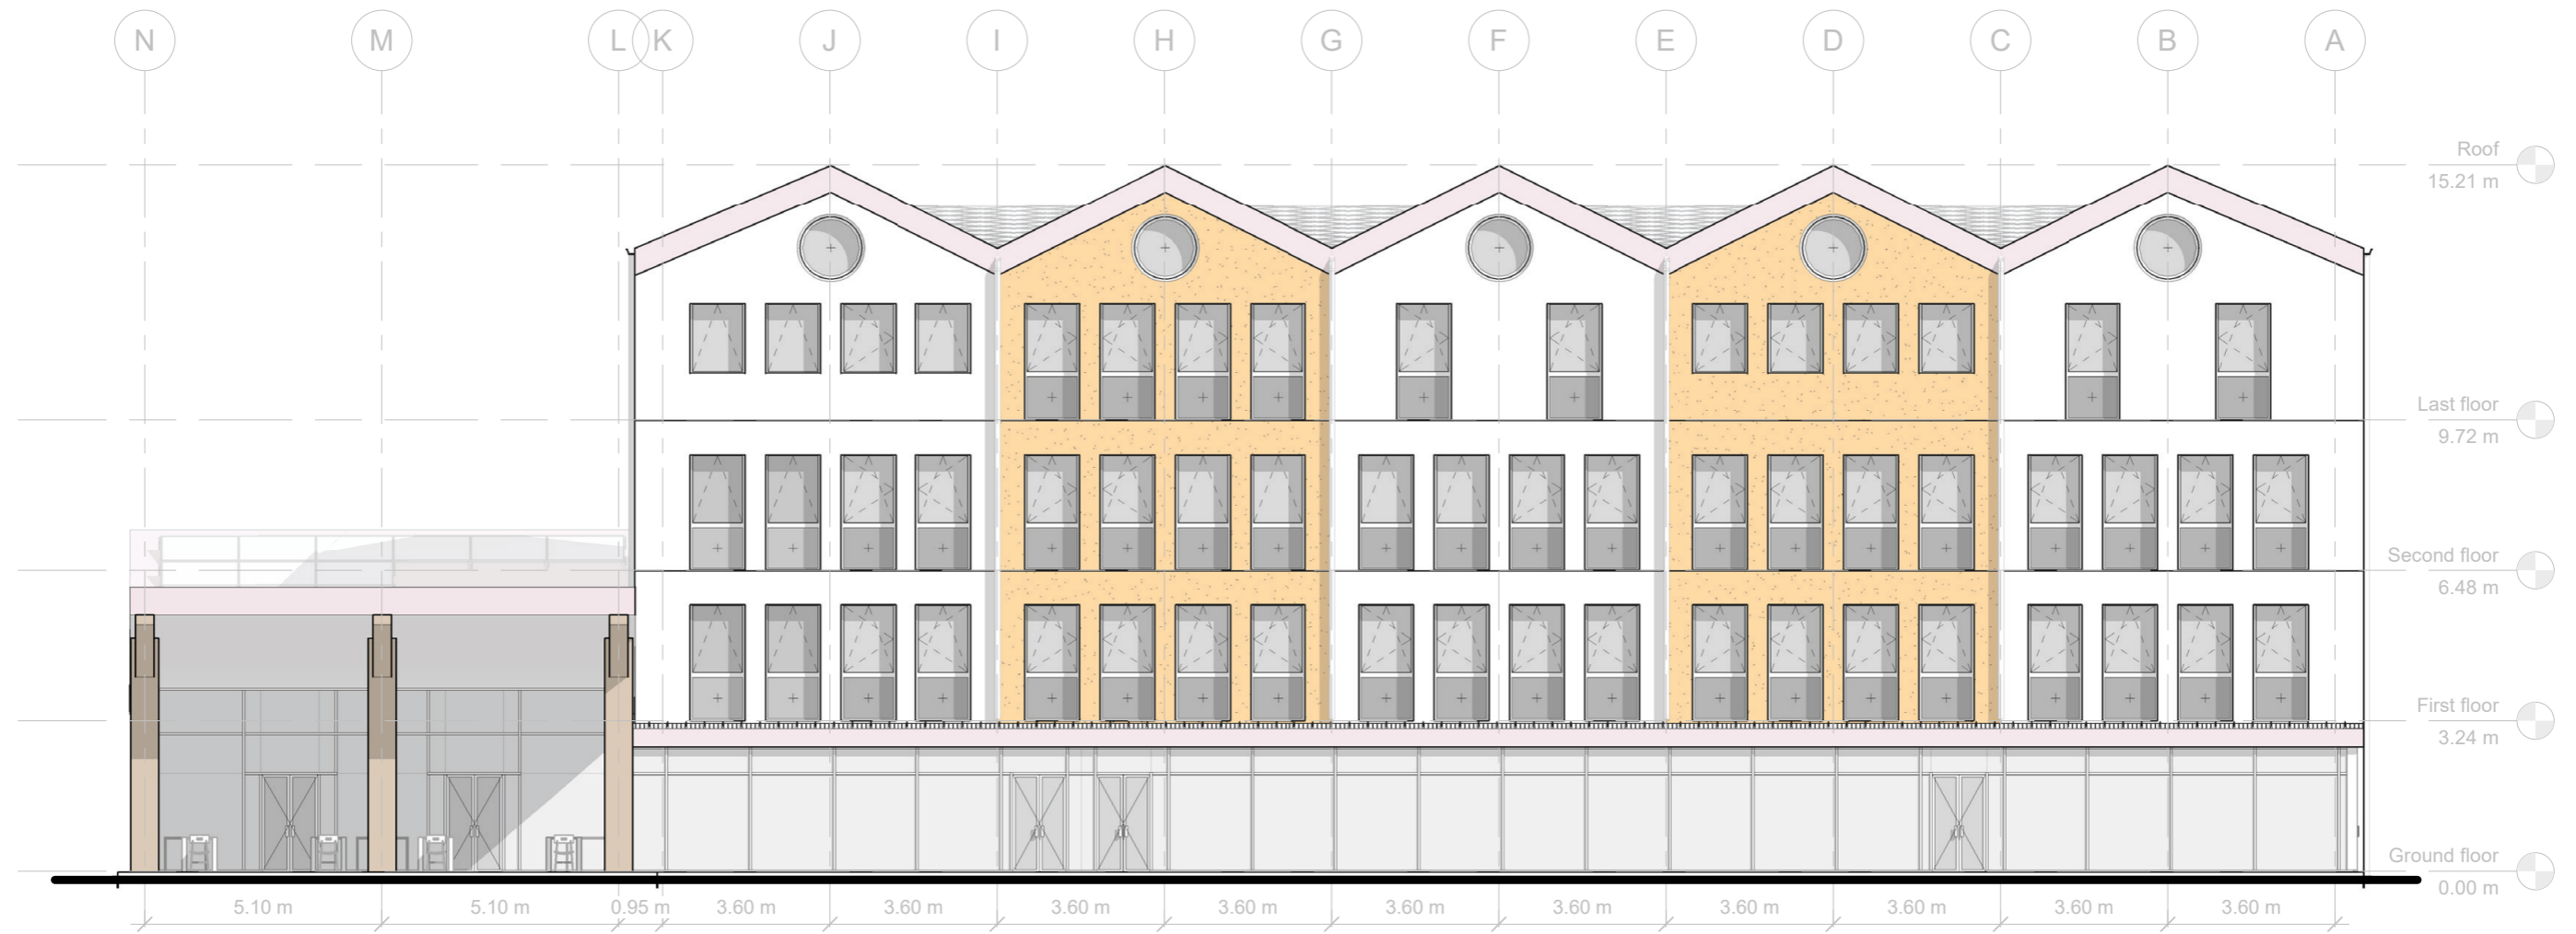 N M L K J I H G F E D C B A
Roof
15.21 m
Last floor
9.72 m
Second floor
6.48 m
First floor
3.24 m
Ground floor
0.00 m
5.10 m 5.10 m 0.95 m 3.60 m 3.60 m 3.60 m 3.60 m 3.60 m 3.60 m 3.60 m 3.60 m 3.60 m 3.60 m